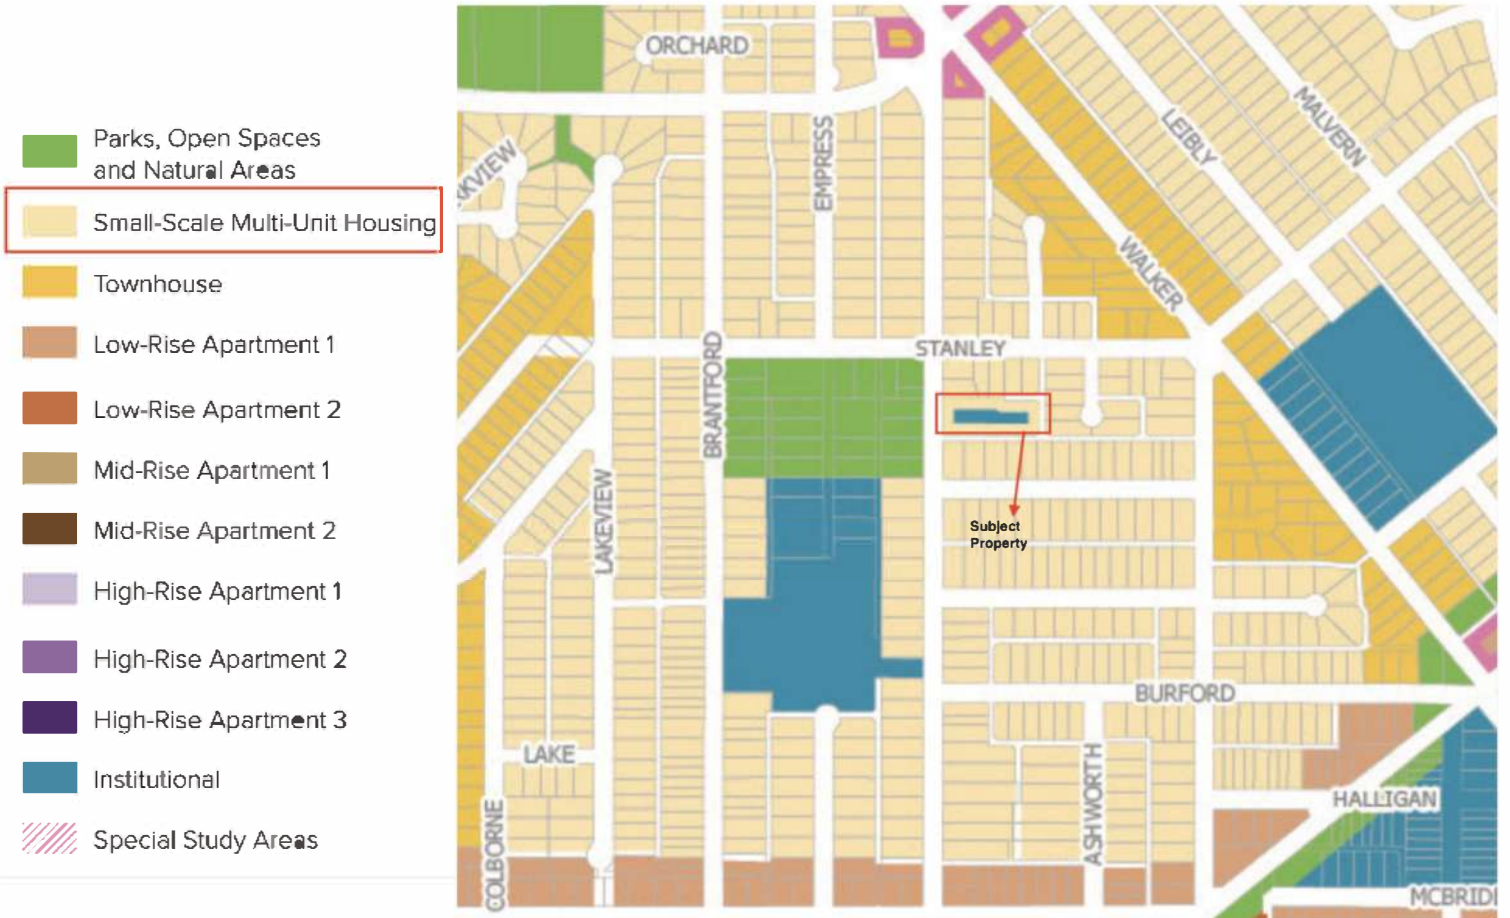 Parks, Open Spaces
and Natural Areas
Small-Scale Multi-Unit Housing
Townhouse
Low-Rise Apartment 1
Low-Rise Apartment 2
Mid-Rise Apartment 1
Mid-Rise Apartment 2
High-Rise Apartment 1
High-Rise Apartment 2
High-Rise Apartment 3
Institutional
Special Study Areas
ORCHARD
KVIEW
EMPRESS
LEIBLY
MALVERN
WALKER
BRANTFORD
STANLEY
LAKEVIEW
Subject
Property
BURFORD
LAKE
ASHWORTH
HALLIGAN
COLBORNE
MCBRID